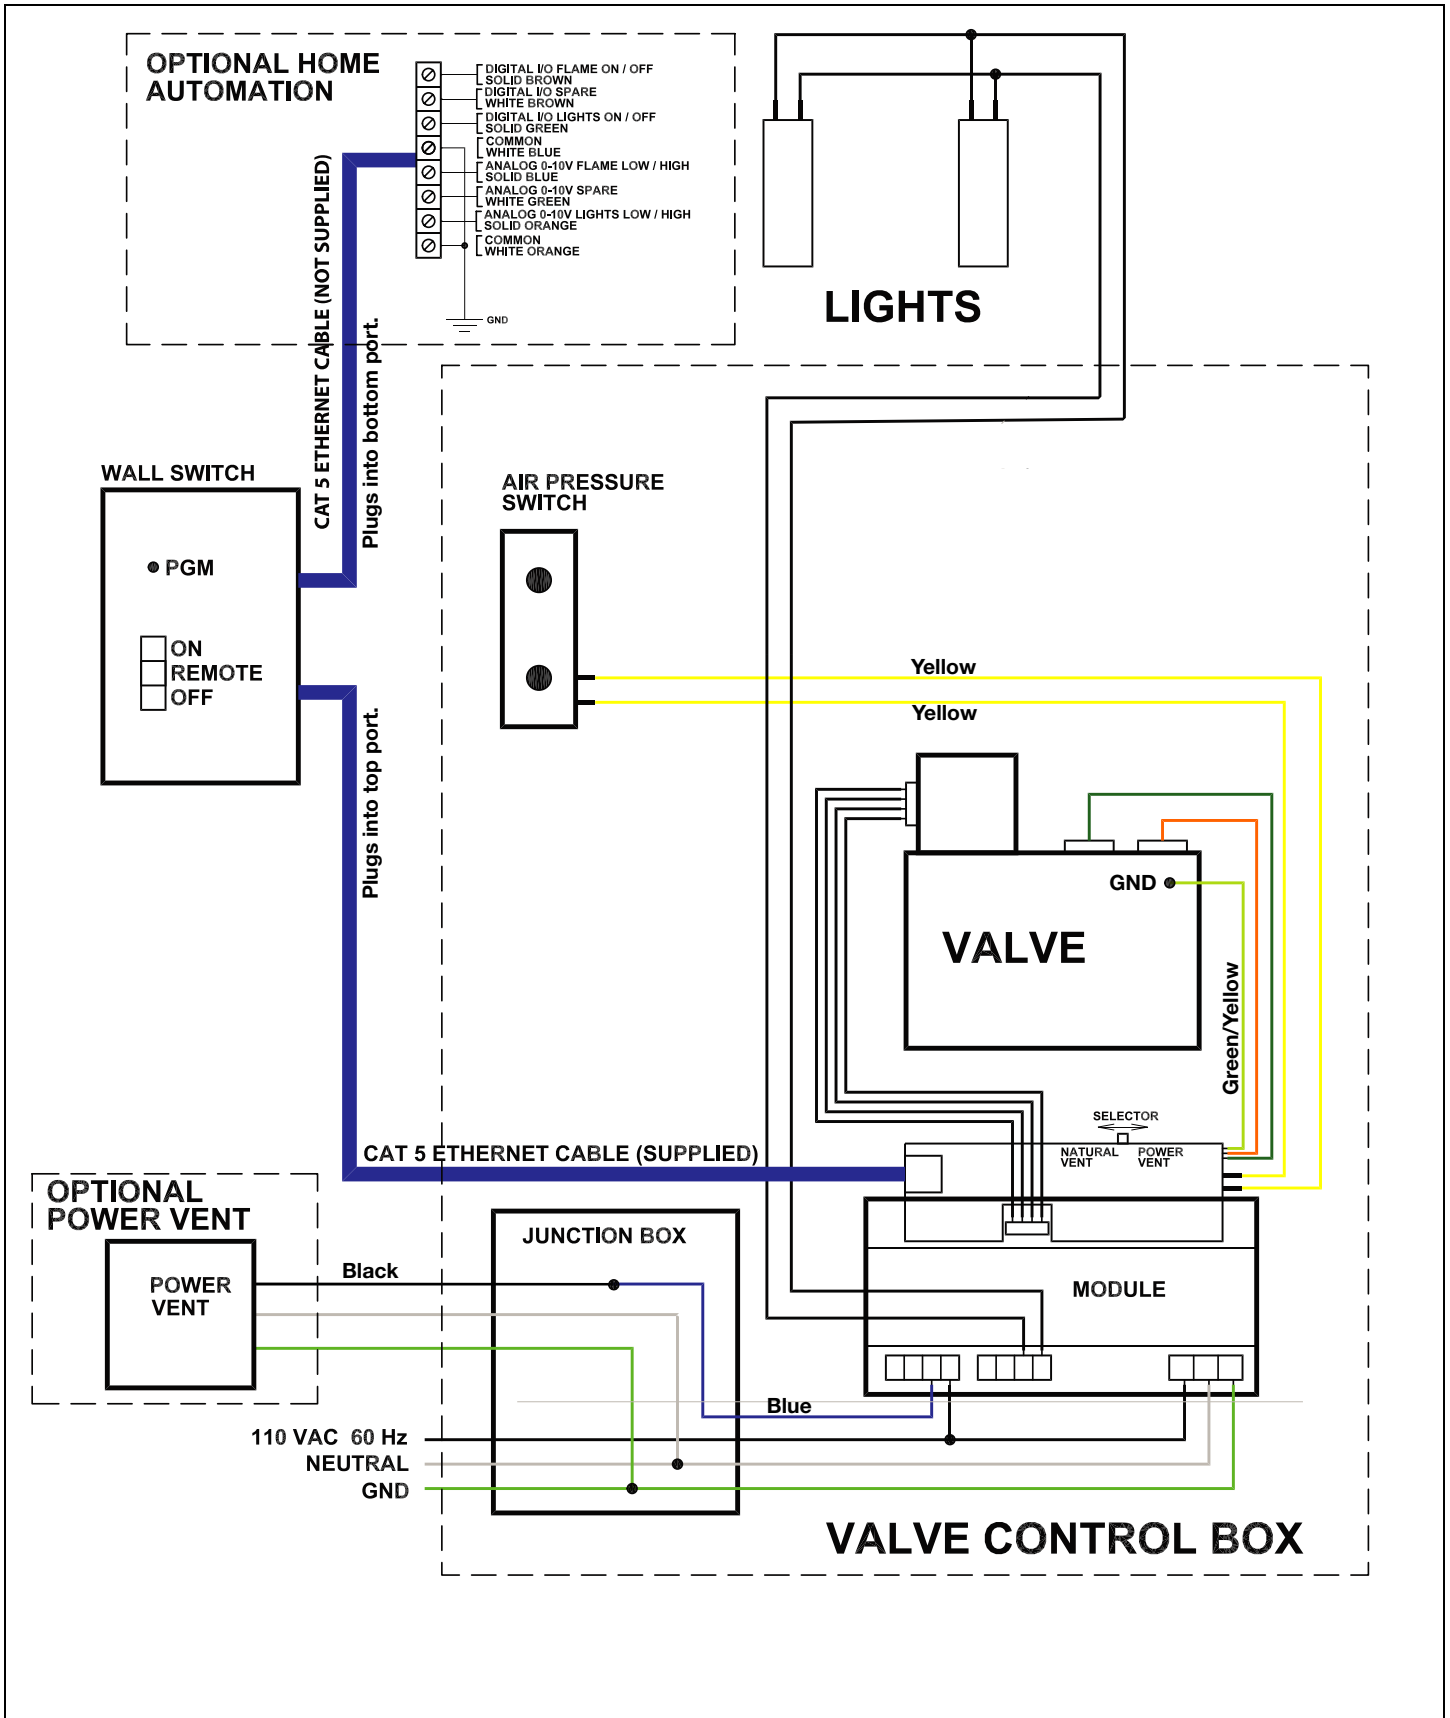 OPTIONAL HOME
AUTOMATION
DIGITAL I/O FLAME ON / OFF
SOLID BROWN
DIGITAL I/O SPARE
WHITE BROWN
DIGITAL I/O LIGHTS ON / OFF
SOLID GREEN
COMMON
WHITE BLUE
ANALOG 0-10V FLAME LOW / HIGH
SOLID BLUE
ANALOG 0-10V SPARE
WHITE GREEN
ANALOG 0-10V LIGHTS LOW / HIGH
SOLID ORANGE
COMMON
WHITE ORANGE
GND
LIGHTS
CAT 5 ETHERNET CABLE (NOT SUPPLIED)
Plugs into bottom port.
WALL SWITCH
PGM
ON
REMOTE
OFF
AIR PRESSURE
SWITCH
Yellow
Yellow
Plugs into top port.
GND
VALVE
Green/Yellow
SELECTOR
NATURAL
VENT
POWER
VENT
CAT 5 ETHERNET CABLE (SUPPLIED)
OPTIONAL
POWER VENT
POWER
VENT
Black
JUNCTION BOX
MODULE
Blue
110 VAC 60 Hz
NEUTRAL
GND
VALVE CONTROL BOX